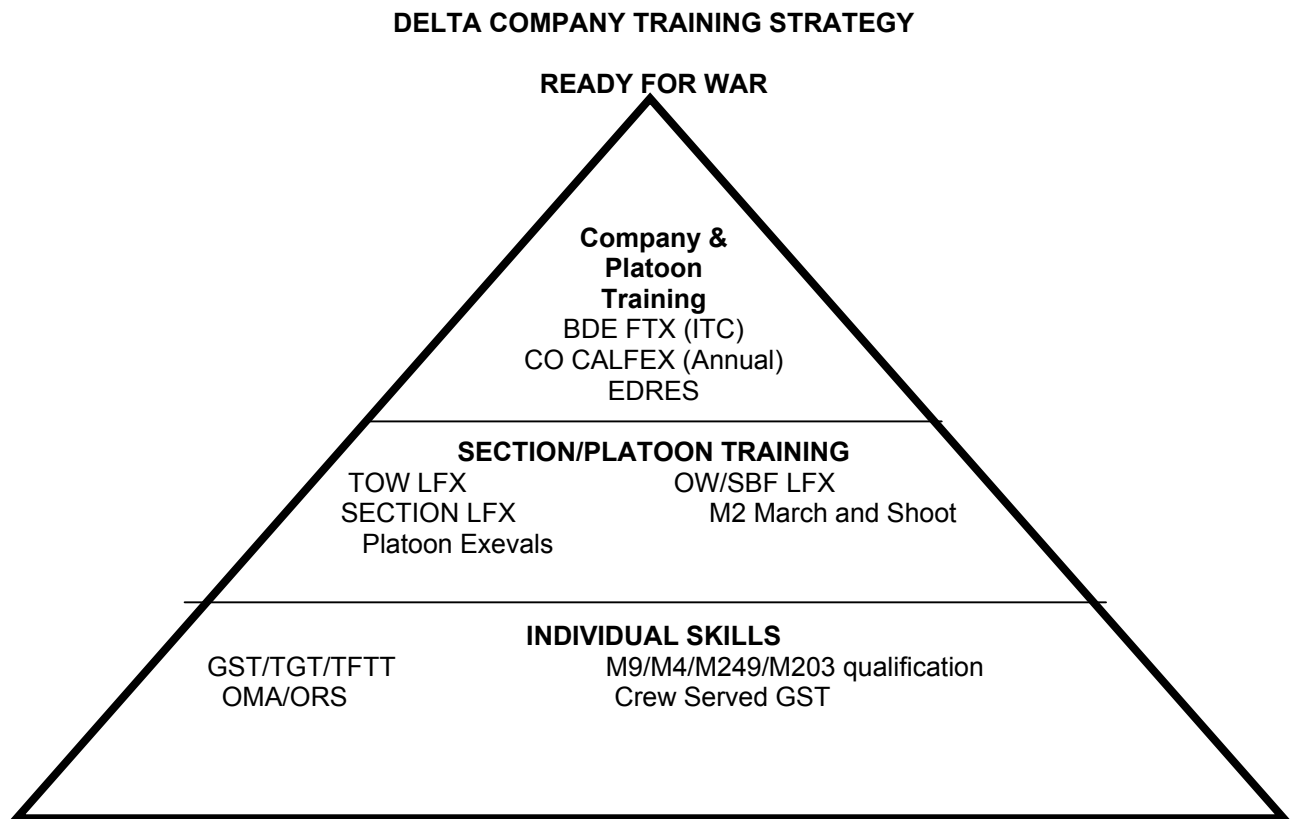 DELTA COMPANY TRAINING STRATEGY
READY FOR WAR
Company &
Platoon
Training
BDE FTX (ITC)
CO CALFEX (Annual)
EDRES
SECTION/PLATOON TRAINING
TOW LFX OW/SBF LFX
SECTION LFX M2 March and Shoot
Platoon Exevals
INDIVIDUAL SKILLS
GST/TGT/TFTT M9/M4/M249/M203 qualification
OMA/ORS Crew Served GST